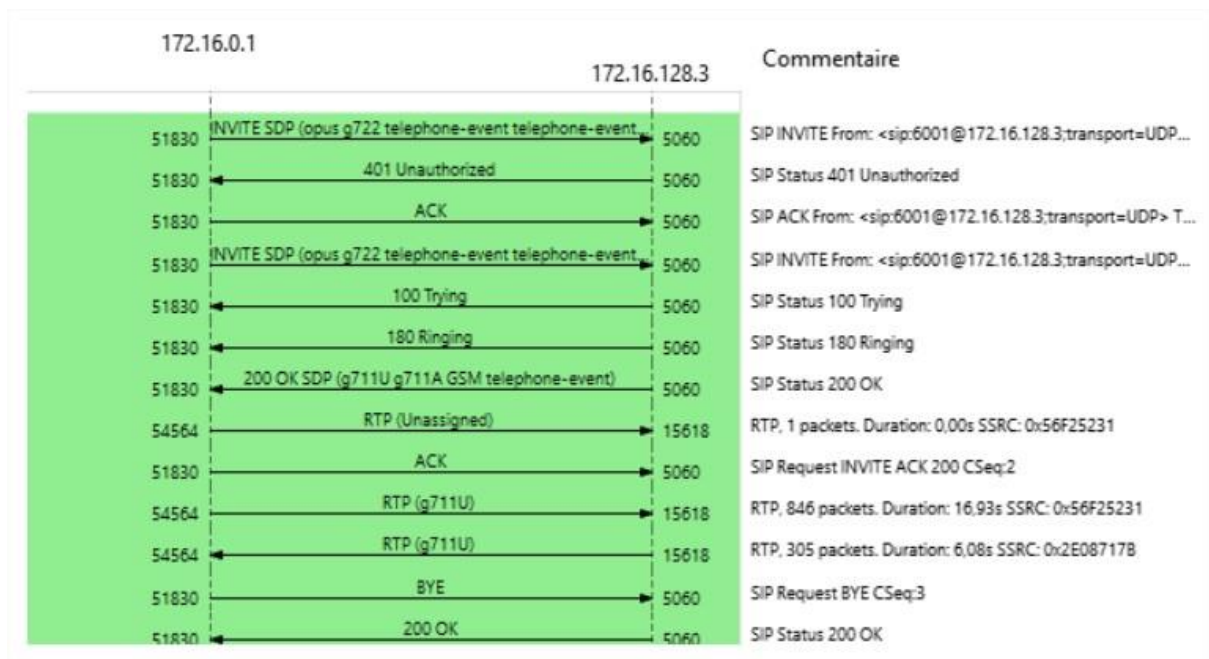 172.16.0.1
172.16.128.3
Commentaire
51830 INVITE SDP (opus g722 telephone-event telephone-event... 5060 SIP INVITE From: <sip:6001@172.16.128.3;transport=UDP...
51830 401 Unauthorized 5060 SIP Status 401 Unauthorized
51830 ACK 5060 SIP ACK From: <sip:6001@172.16.128.3;transport=UDP> T...
51830 INVITE SDP (opus g722 telephone-event telephone-event... 5060 SIP INVITE From: <sip:6001@172.16.128.3;transport=UDP...
51830 100 Trying 5060 SIP Status 100 Trying
51830 180 Ringing 5060 SIP Status 180 Ringing
51830 200 OK SDP (g711U g711A GSM telephone-event) 5060 SIP Status 200 OK
54564 RTP (Unassigned) 15618 RTP, 1 packets. Duration: 0,00s SSRC: 0x56F25231
51830 ACK 5060 SIP Request INVITE ACK 200 CSeq:2
54564 RTP (g711U) 15618 RTP, 846 packets. Duration: 16,93s SSRC: 0x56F25231
54564 RTP (g711U) 15618 RTP, 305 packets. Duration: 6,08s SSRC: 0x2E08717B
51830 BYE 5060 SIP Request BYE CSeq:3
51830 200 OK 5060 SIP Status 200 OK